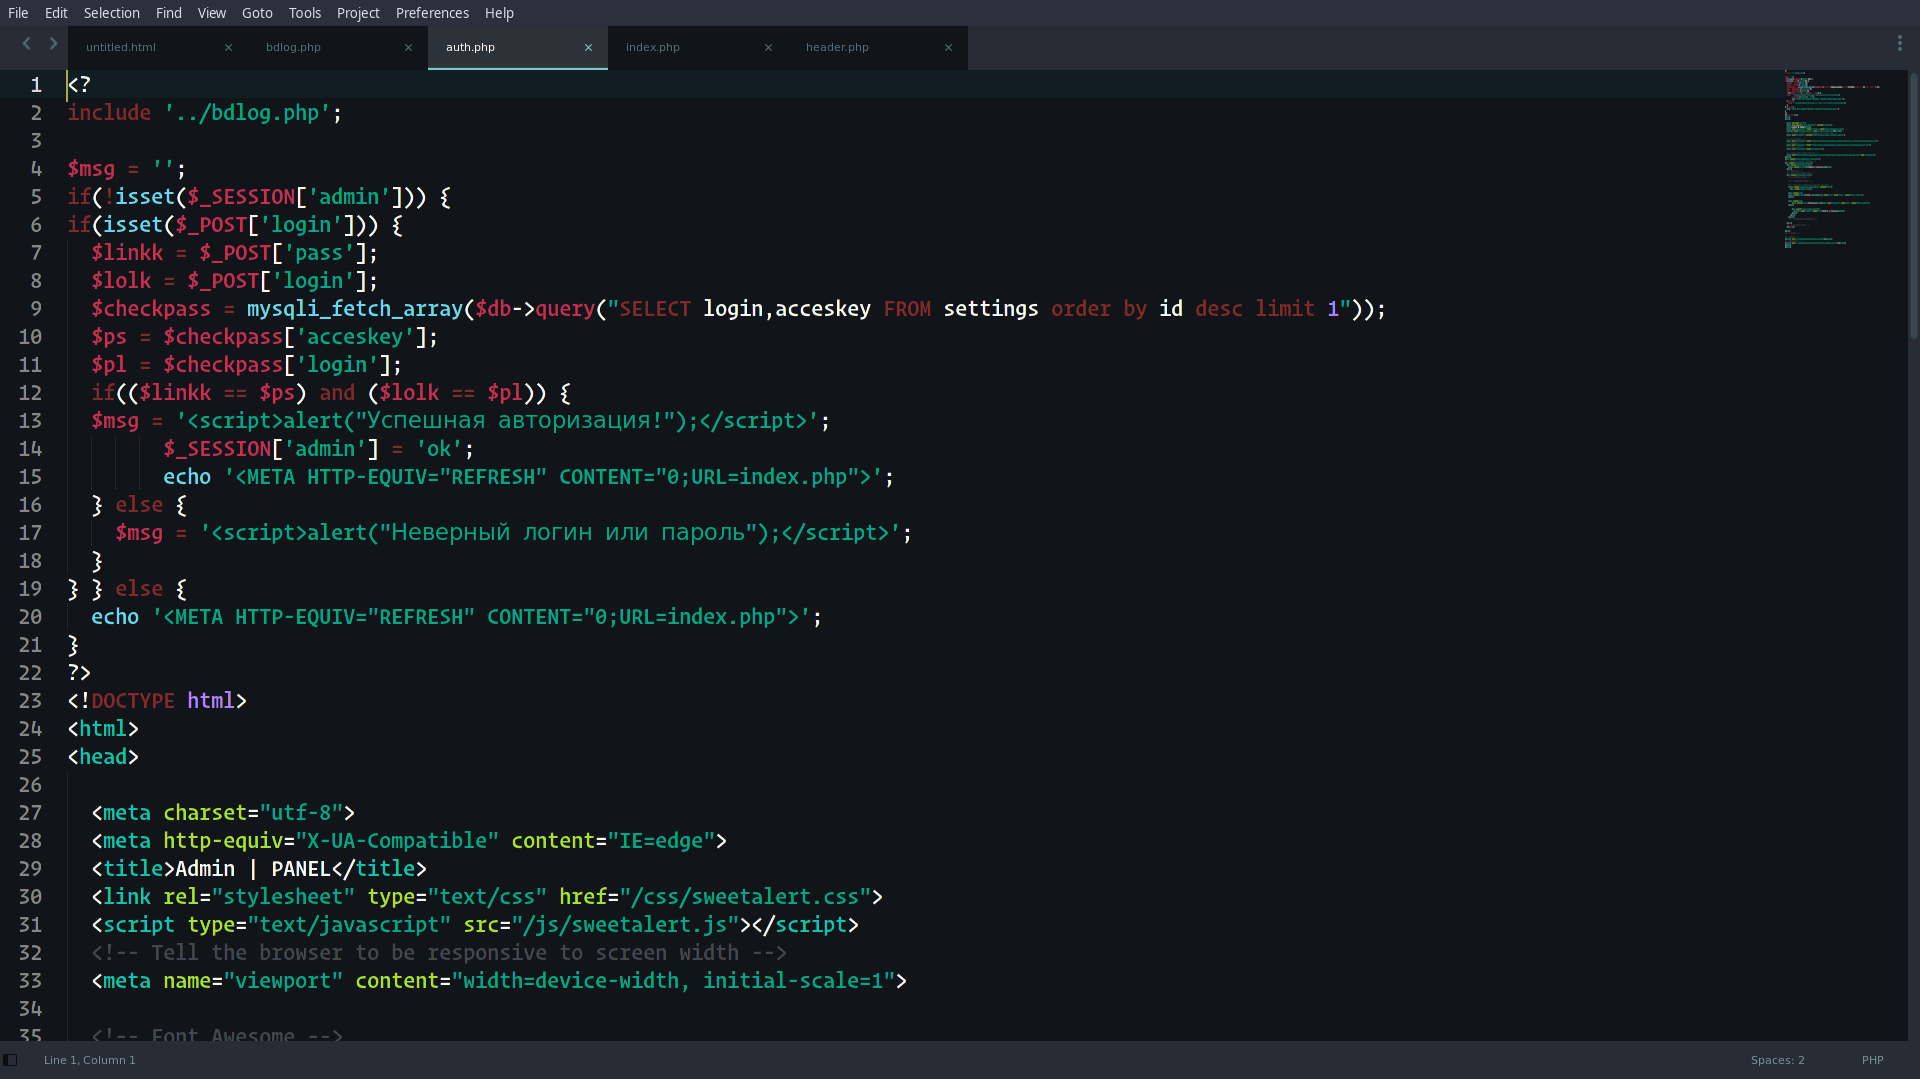 File Edit Selection Find View Goto Tools Project Preferences Help
untitled.html × bdlog.php × auth.php × index.php × header.php ×
1 <?
2 include '../bdlog.php';
3
4 $msg = '';
5 if(!isset($_SESSION['admin'])) {
6 if(isset($_POST['login'])) {
7 $linkk = $_POST['pass'];
8 $lolk = $_POST['login'];
9 $checkpass = mysqli_fetch_array($db->query("SELECT login,acceskey FROM settings order by id desc limit 1"));
10 $ps = $checkpass['acceskey'];
11 $pl = $checkpass['login'];
12 if(($linkk == $ps) and ($lolk == $pl)) {
13 $msg = '<script>alert("Успешная авторизация!");</script>';
14 $_SESSION['admin'] = 'ok';
15 echo '<META HTTP-EQUIV="REFRESH" CONTENT="0;URL=index.php">';
16 } else {
17 $msg = '<script>alert("Неверный логин или пароль");</script>';
18 }
19 } } else {
20 echo '<META HTTP-EQUIV="REFRESH" CONTENT="0;URL=index.php">';
21 }
22 ?>
23 <!DOCTYPE html>
24 <html>
25 <head>
26
27 <meta charset="utf-8">
28 <meta http-equiv="X-UA-Compatible" content="IE=edge">
29 <title>Admin | PANEL</title>
30 <link rel="stylesheet" type="text/css" href="/css/sweetalert.css">
31 <script type="text/javascript" src="/js/sweetalert.js"></script>
32 <!-- Tell the browser to be responsive to screen width -->
33 <meta name="viewport" content="width=device-width, initial-scale=1">
34
35 <!-- Font Awesome -->
Line 1, Column 1 Spaces: 2 PHP